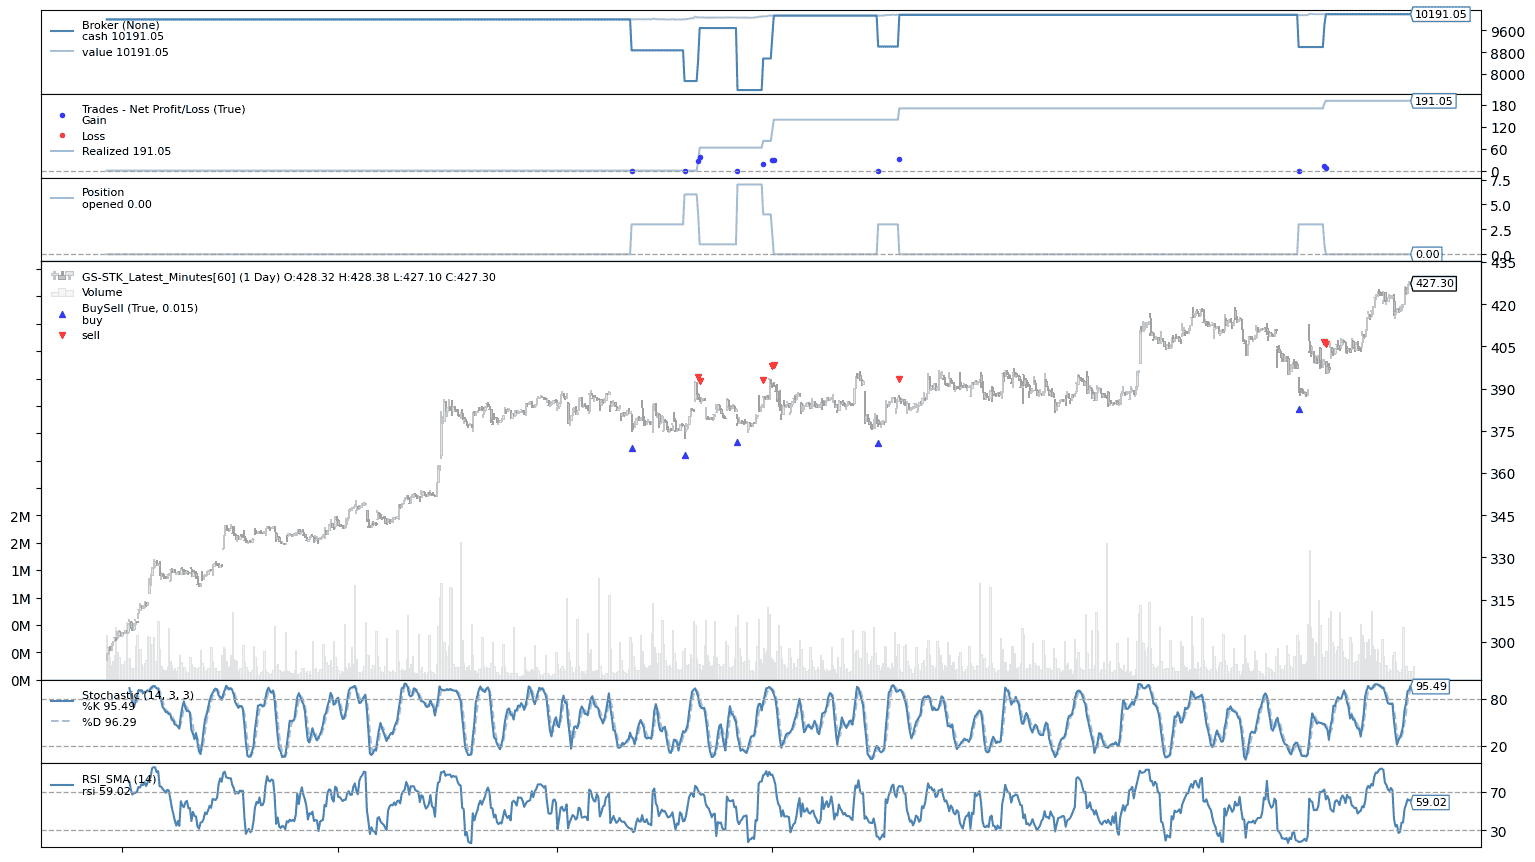 Broker (None)
cash 10191.05
value 10191.05
10191.05
9600
8800
8000
Trades - Net Profit/Loss (True)
Gain
Loss
Realized 191.05
191.05
180
120
60
0
Position
opened 0.00
7.5
5.0
2.5
0.0
0.00
GS-STK_Latest_Minutes[60] (1 Day) O:428.32 H:428.38 L:427.10 C:427.30
Volume
BuySell (True, 0.015)
buy
sell
435
427.30
420
405
390
375
360
345
330
315
300
2M
2M
1M
1M
0M
0M
0M
Stochastic (14, 3, 3)
%K 95.49
%D 96.29
95.49
80
20
RSI_SMA (14)
rsi 59.02
70
59.02
30